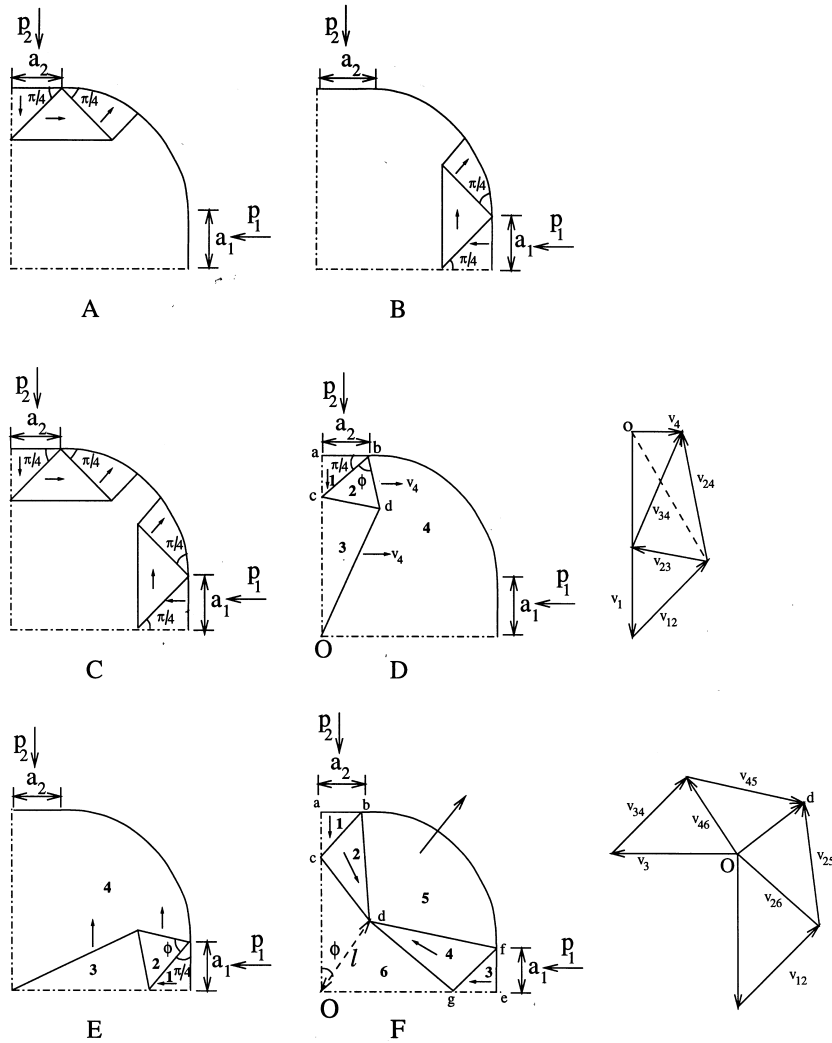 p2
a2
π/4 π/4
p1
a1
A
p2
a2
π/4
p1
a1
π/4
B
p2
a2
π/4 π/4
π/4
p1
a1
π/4
C
p2
a2
a b
π/4
1 ϕ
2 v4
c d
4
3 v4
p1
a1
O
D
O v4
v24
v34
v23
v1
v12
p2
a2
4
ϕ
p1
3 2 π/4 a1
1
E
p2
a2
a b
1
c 2
5
d
ϕ l
4 f
p1
3 a1
6
O g e
F
v45
v34 d
v46
v25
v3 O
v26
v12